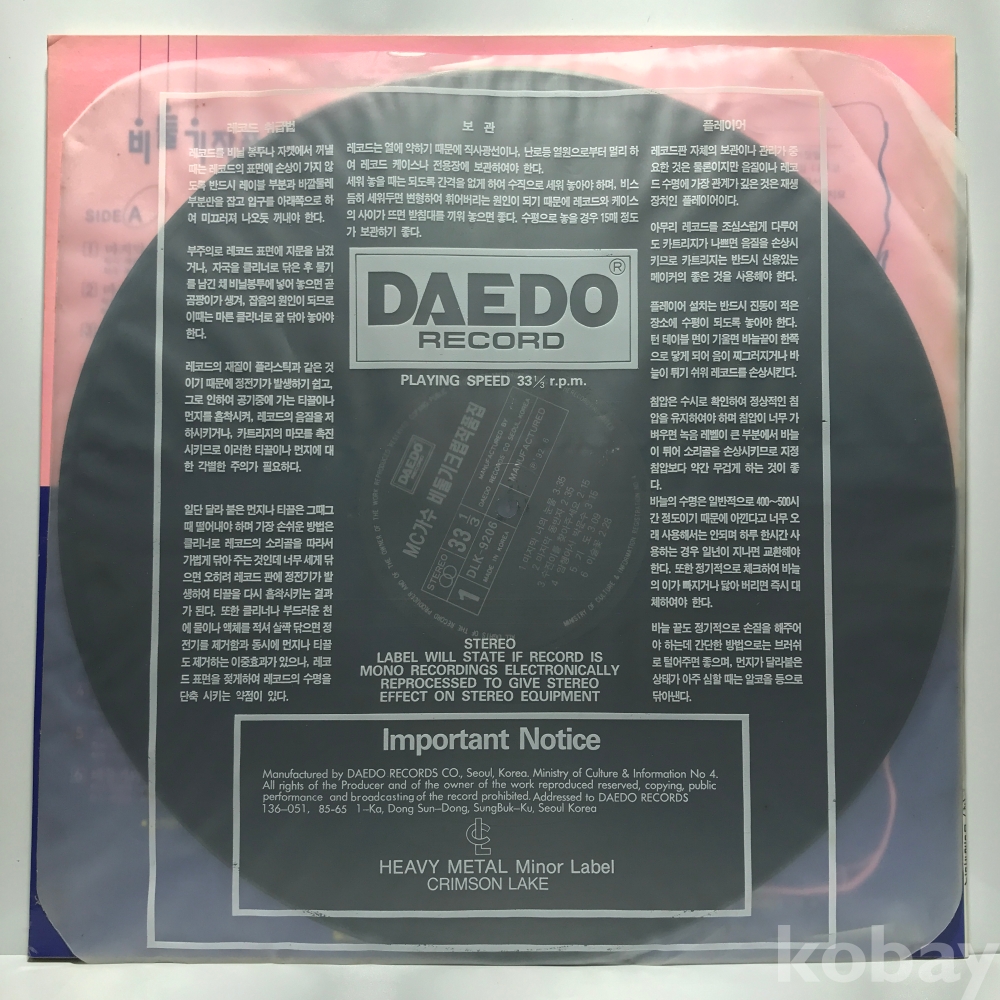 레코드 취급법
레코드를 비닐 봉투나 자켓에서 꺼낼
때는 레코드의 표면에 손상이 가지 않
도록 반드시 레이블 부분과 바깥둘레
부분만을 잡고 입구를 아래쪽으로 하
여 미끄러져 나오듯 꺼내야 한다.
부주의로 레코드 표면에 지문을 남겼
거나, 자국을 클리너로 닦은 후 물기
를 남긴 체 비닐봉투에 넣어 놓으면 곧
곰팡이가 생겨, 잡음의 원인이 되므로
이때는 마른 클리너로 잘 닦아 놓아야
한다.
레코드의 재질이 플라스틱과 같은 것
이기 때문에 정전기가 발생하기 쉽고,
그로 인하여 공기중에 가는 티끌이나
먼지를 흡착시켜, 레코드의 음질을 저
하시키거나, 카트리지의 마모를 촉진
시키므로 이러한 티끌이나 먼지에 대
한 각별한 주의가 필요하다.
일단 달라 붙은 먼지나 티끌은 그때그
때 떨어내야 하며 가장 손쉬운 방법은
클리너로 레코드의 소리골을 따라서
가볍게 닦아 주는 것인데 너무 세게 닦
으면 오히려 레코드 판에 정전기가 발
생하여 티끌을 다시 흡착시키는 결과
가 된다. 또한 클리너나 부드러운 천
에 물이나 액체를 적셔 살짝 닦으면 정
전기를 제거함과 동시에 먼지나 티끌
도 제거하는 이중효과가 있으나, 레코
드 표면을 젖게하여 레코드의 수명을
단축 시키는 약점이 있다.
보 관
레코드는 열에 약하기 때문에 직사광선이나, 난로등 열원으로부터 멀리 하
여 레코드 케이스나 전용장에 보관하여야 한다.
세워 놓을 때는 되도록 간격을 없게 하여 수직으로 세워 놓아야 하며, 비스
듬히 세워두면 변형하여 휘어버리는 원인이 되기 때문에 레코드와 케이스
의 사이가 뜨면 받침대를 끼워 놓으면 좋다. 수평으로 놓을 경우 15매 정도
가 보관하기 좋다.
플레이어
레코드판 자체의 보관이나 관리가 중
요한 것은 물론이지만 음질이나 레코
드 수명에 가장 관계가 깊은 것은 재생
장치인 플레이어이다.
아무리 레코드를 조심스럽게 다루어
도 카트리지가 나쁘면 음질을 손상시
키므로 카트리지는 반드시 신용있는
메이커의 좋은 것을 사용해야 한다.
플레이어 설치는 반드시 진동이 적은
장소에 수평이 되도록 놓아야 한다.
턴 테이블 면이 기울면 바늘끝이 한쪽
으로 닿게 되어 음이 찌그러지거나 바
늘이 튀기 쉬워 레코드를 손상시킨다.
침압은 수시로 확인하여 정상적인 침
압을 유지하여야 하며 침압이 너무 가
벼우면 녹음 레벨이 큰 부분에서 바늘
이 튀어 소리골을 손상시키므로 지정
침압보다 약간 무겁게 하는 것이 좋
다.
바늘의 수명은 일반적으로 400~500시
간 정도이기 때문에 아낀다고 너무 오
래 사용해서는 안되며 하루 한시간 사
용하는 경우 일년이 지나면 교환해야
한다. 또한 정기적으로 체크하여 바늘
의 이가 빠지거나 닳아 버리면 즉시 대
체하여야 한다.
바늘 끝도 정기적으로 손질을 해주어
야 하는데 간단한 방법으로는 브러쉬
로 털어주면 좋으며, 먼지가 달라붙은
상태가 아주 심할 때는 알코올 등으로
닦아낸다.
SIDE A
DAEDO®
RECORD
PLAYING SPEED 33⅓ r.p.m.
DAEDO
MC가수 비둘기 창작품집
STEREO
33⅓
1
DLK-9206
MADE IN KOREA
STEREO
LABEL WILL STATE IF RECORD IS
MONO RECORDINGS ELECTRONICALLY
REPROCESSED TO GIVE STEREO
EFFECT ON STEREO EQUIPMENT
Important Notice
Manufactured by DAEDO RECORDS CO., Seoul, Korea. Ministry of Culture & Information No 4.
All rights of the Producer and of the owner of the work reproduced reserved, copying, public
performance and broadcasting of the record prohibited. Addressed to DAEDO RECORDS
136-051, 85-65 1-Ka, Dong Sun-Dong, SungBuk-Ku, Seoul Korea
HEAVY METAL Minor Label
CRIMSON LAKE
kobay